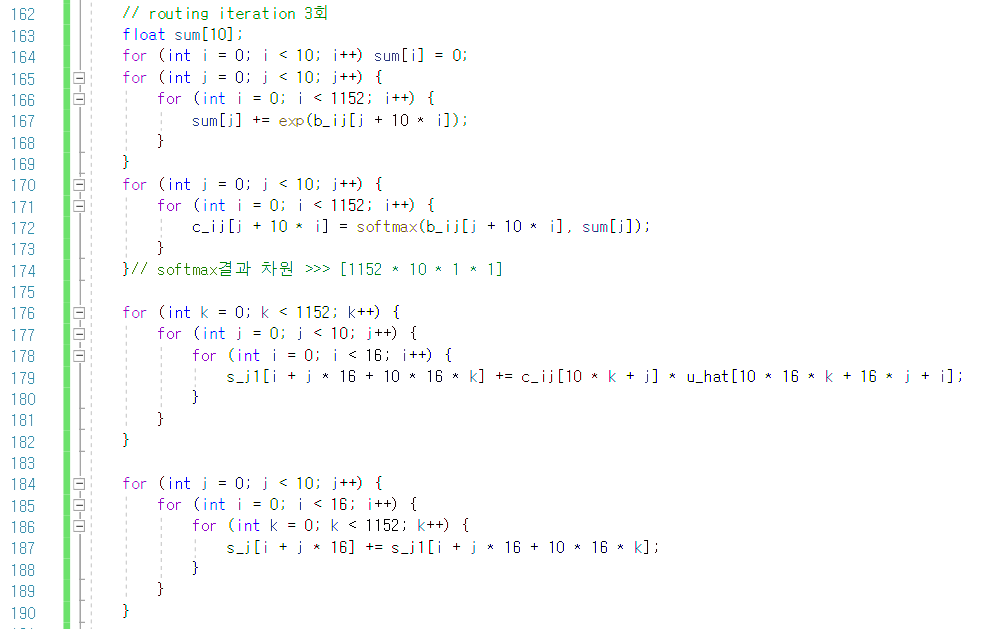 162 // routing iteration 3회
163 float sum[10];
164 for (int i = 0; i < 10; i++) sum[i] = 0;
165 for (int j = 0; j < 10; j++) {
166 for (int i = 0; i < 1152; i++) {
167 sum[j] += exp(b_ij[j + 10 * i]);
168 }
169 }
170 for (int j = 0; j < 10; j++) {
171 for (int i = 0; i < 1152; i++) {
172 c_ij[j + 10 * i] = softmax(b_ij[j + 10 * i], sum[j]);
173 }
174 }// softmax결과 차원 >>> [1152 * 10 * 1 * 1]
175
176 for (int k = 0; k < 1152; k++) {
177 for (int j = 0; j < 10; j++) {
178 for (int i = 0; i < 16; i++) {
179 s_j1[i + j * 16 + 10 * 16 * k] += c_ij[10 * k + j] * u_hat[10 * 16 * k + 16 * j + i];
180 }
181 }
182 }
183
184 for (int j = 0; j < 10; j++) {
185 for (int i = 0; i < 16; i++) {
186 for (int k = 0; k < 1152; k++) {
187 s_j[i + j * 16] += s_j1[i + j * 16 + 10 * 16 * k];
188 }
189 }
190 }